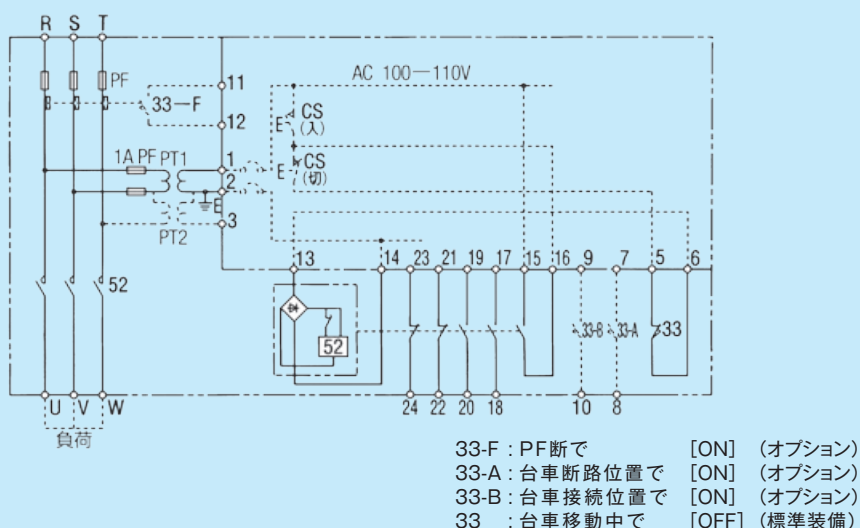 R S T
PF
33－F
11
12
AC 100－110V
E CS
(入)
E CS
(切)
1A PF PT1
1
2
E
3
PT2
13 14 23 21 19 17 15 16 9 7 5 6
52
52
33-B 33-A 33
U V W
24 22 20 18 10 8
負荷
33-F : PF断で [ON] (オプション)
33-A : 台車断路位置で [ON] (オプション)
33-B : 台車接続位置で [ON] (オプション)
33 : 台車移動中で [OFF] (標準装備)